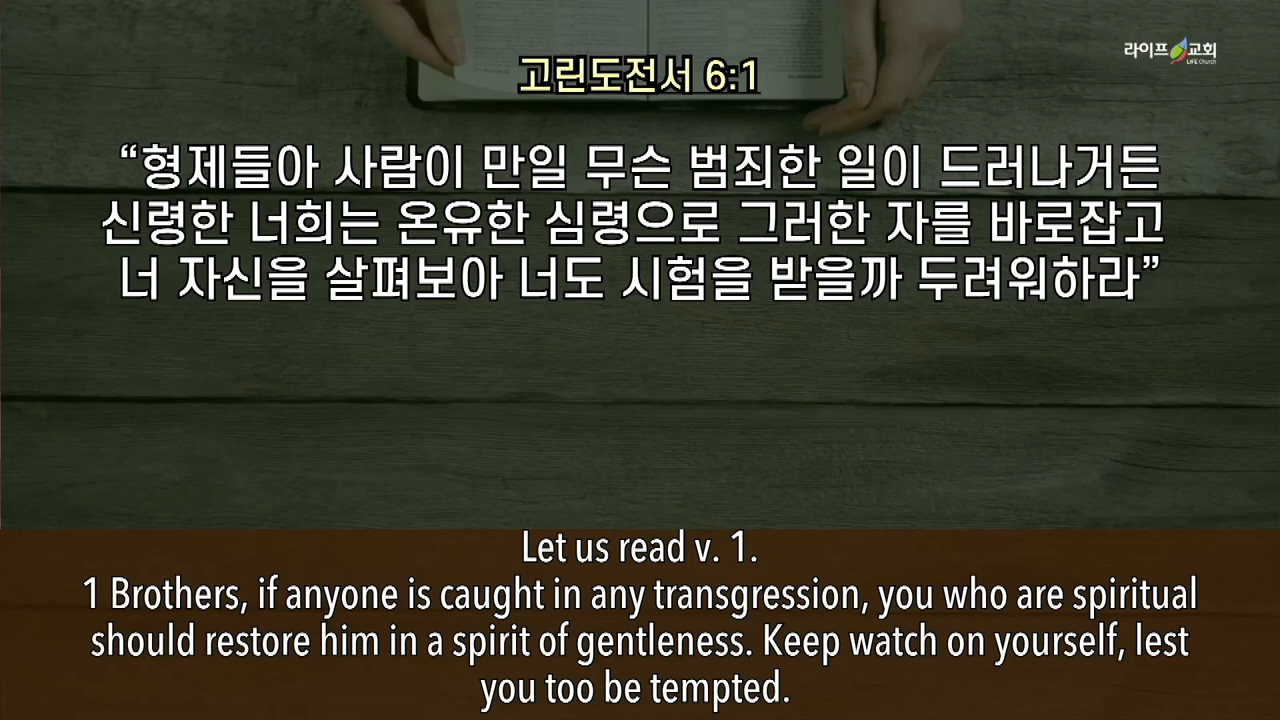 라이프교회
LIFE Church
고린도전서 6:1
“형제들아 사람이 만일 무슨 범죄한 일이 드러나거든
신령한 너희는 온유한 심령으로 그러한 자를 바로잡고
너 자신을 살펴보아 너도 시험을 받을까 두려워하라”
Let us read v. 1.
1 Brothers, if anyone is caught in any transgression, you who are spiritual
should restore him in a spirit of gentleness. Keep watch on yourself, lest
you too be tempted.